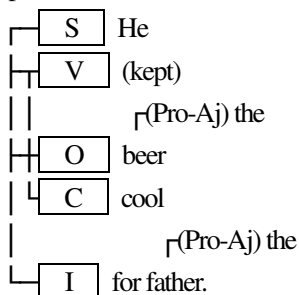 S He
V (kept)
(Pro-Aj) the
O beer
C cool
(Pro-Aj) the
I for father.